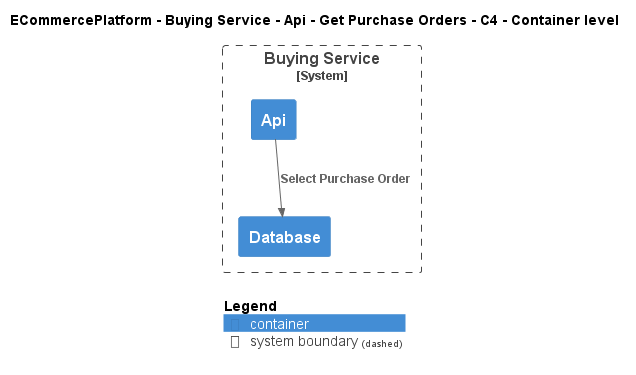 ECommercePlatform - Buying Service - Api - Get Purchase Orders - C4 - Container level
Buying Service
[System]
Api
Select Purchase Order
Database
Legend
container
system boundary (dashed)